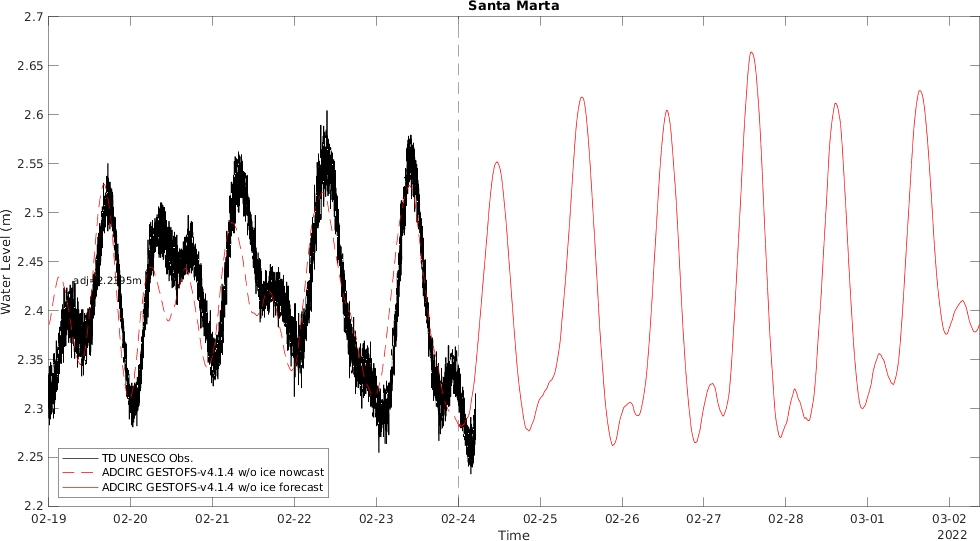 Santa Marta
2.7
2.65
2.6
2.55
2.5
2.45
2.4
2.35
2.3
2.25
2.2
Water Level (m)
TD UNESCO Obs.
ADCIRC GESTOFS-v4.1.4 w/o ice nowcast
ADCIRC GESTOFS-v4.1.4 w/o ice forecast
02-19 02-20 02-21 02-22 02-23 02-24 02-25 02-26 02-27 02-28 03-01 03-02
Time
2022